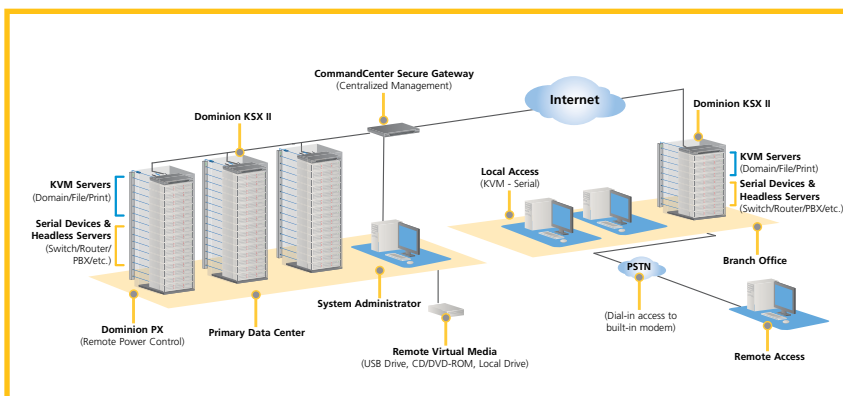 CommandCenter Secure Gateway
(Centralized Management)
Internet
Dominion KSX II
Dominion KSX II
KVM Servers
(Domain/File/Print)
Serial Devices &
Headless Servers
(Switch/Router/
PBX/etc.)
Local Access
(KVM - Serial)
KVM Servers
(Domain/File/Print)
Serial Devices &
Headless Servers
(Switch/Router/PBX/etc.)
Branch Office
PSTN
(Dial-in access to
built-in modem)
System Administrator
Dominion PX
(Remote Power Control)
Primary Data Center
Remote Virtual Media
(USB Drive, CD/DVD-ROM, Local Drive)
Remote Access